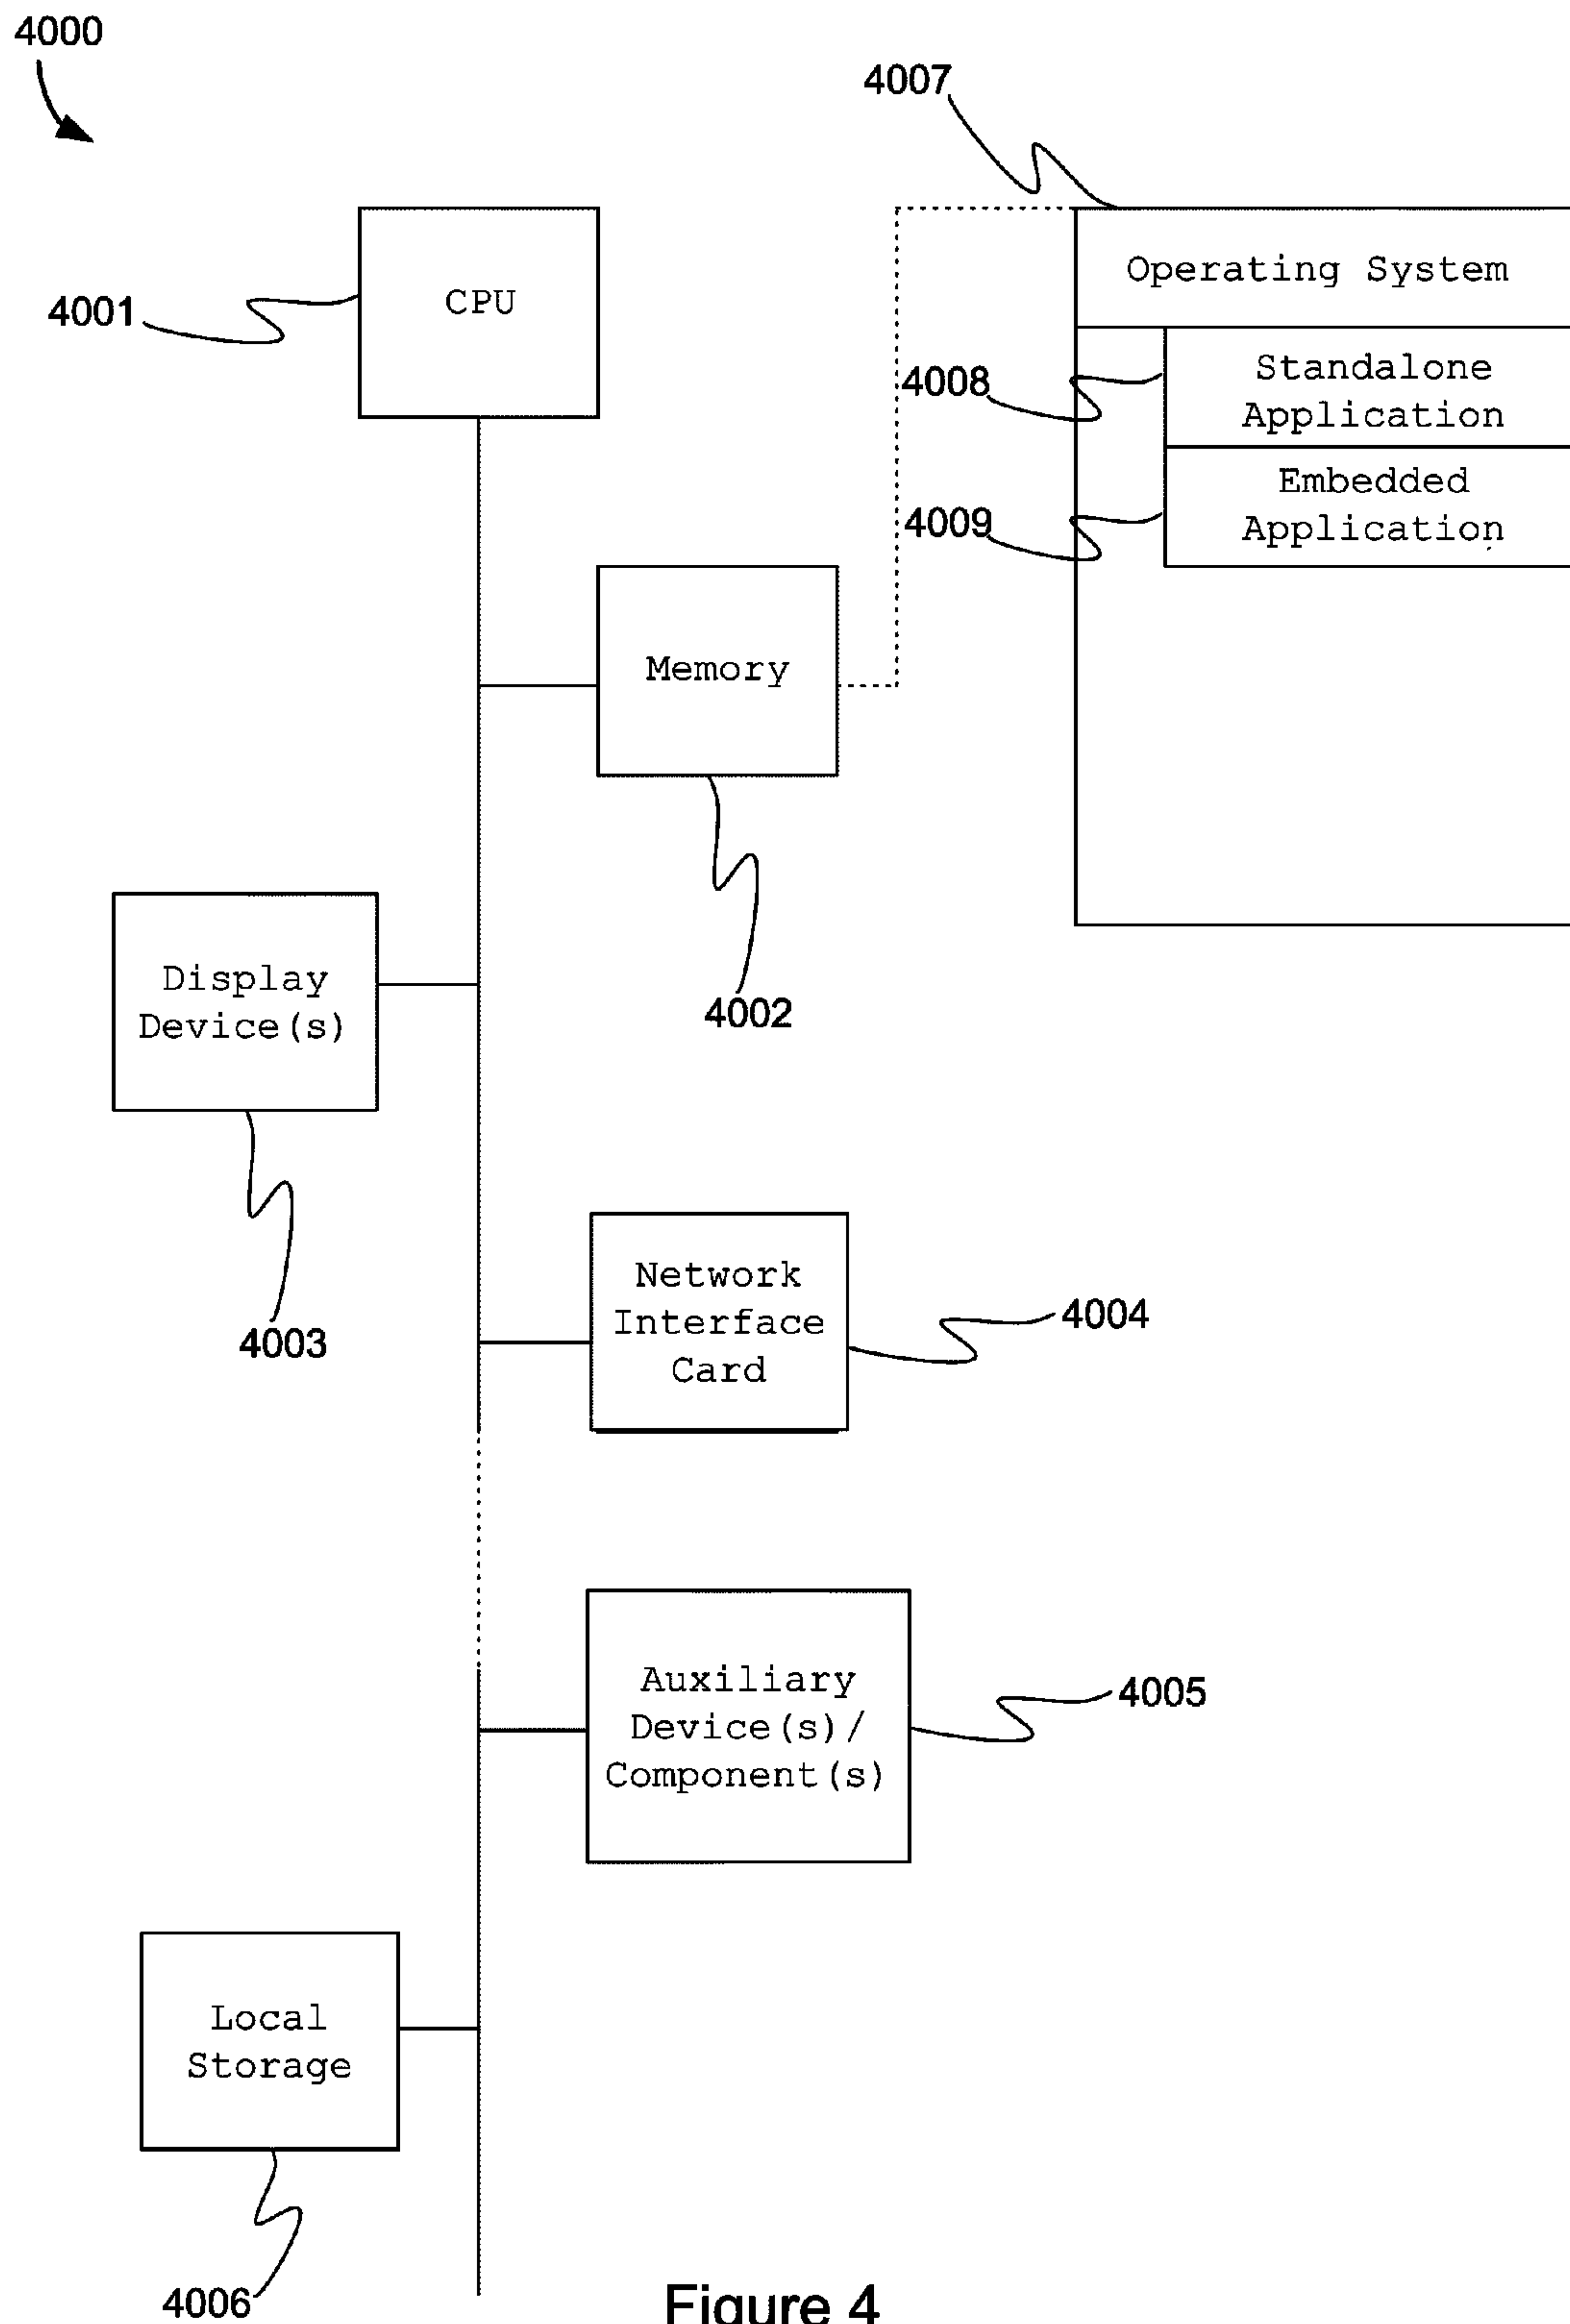 4000
4007
CPU
4001
Operating System
4008
Standalone
Application
4009
Embedded
Application
Memory
4002
Display
Device(s)
4003
Network
Interface
Card
4004
Auxiliary
Device(s)/
Component(s)
4005
Local
Storage
4006
Figure 4